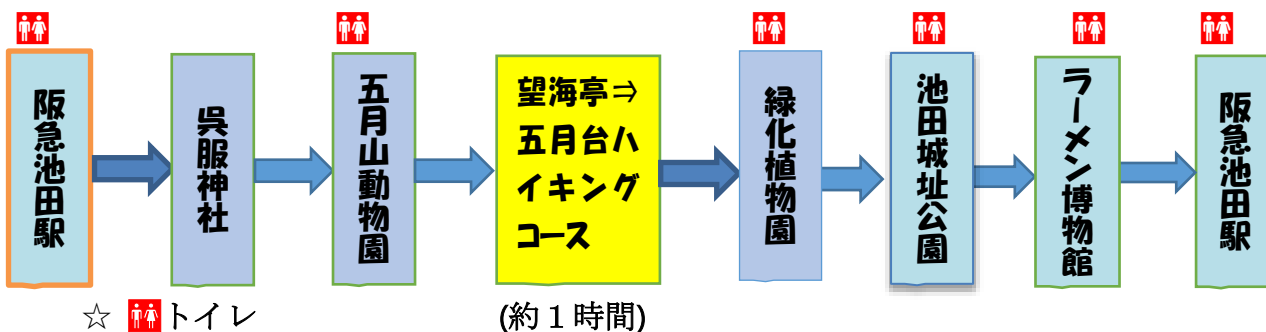 阪急池田駅
呉服神社
五月山動物園
望海亭⇒
五月台ハ
イキング
コース
緑化植物園
池田城址公園
ラーメン博物館
阪急池田駅
☆ トイレ
(約１時間)